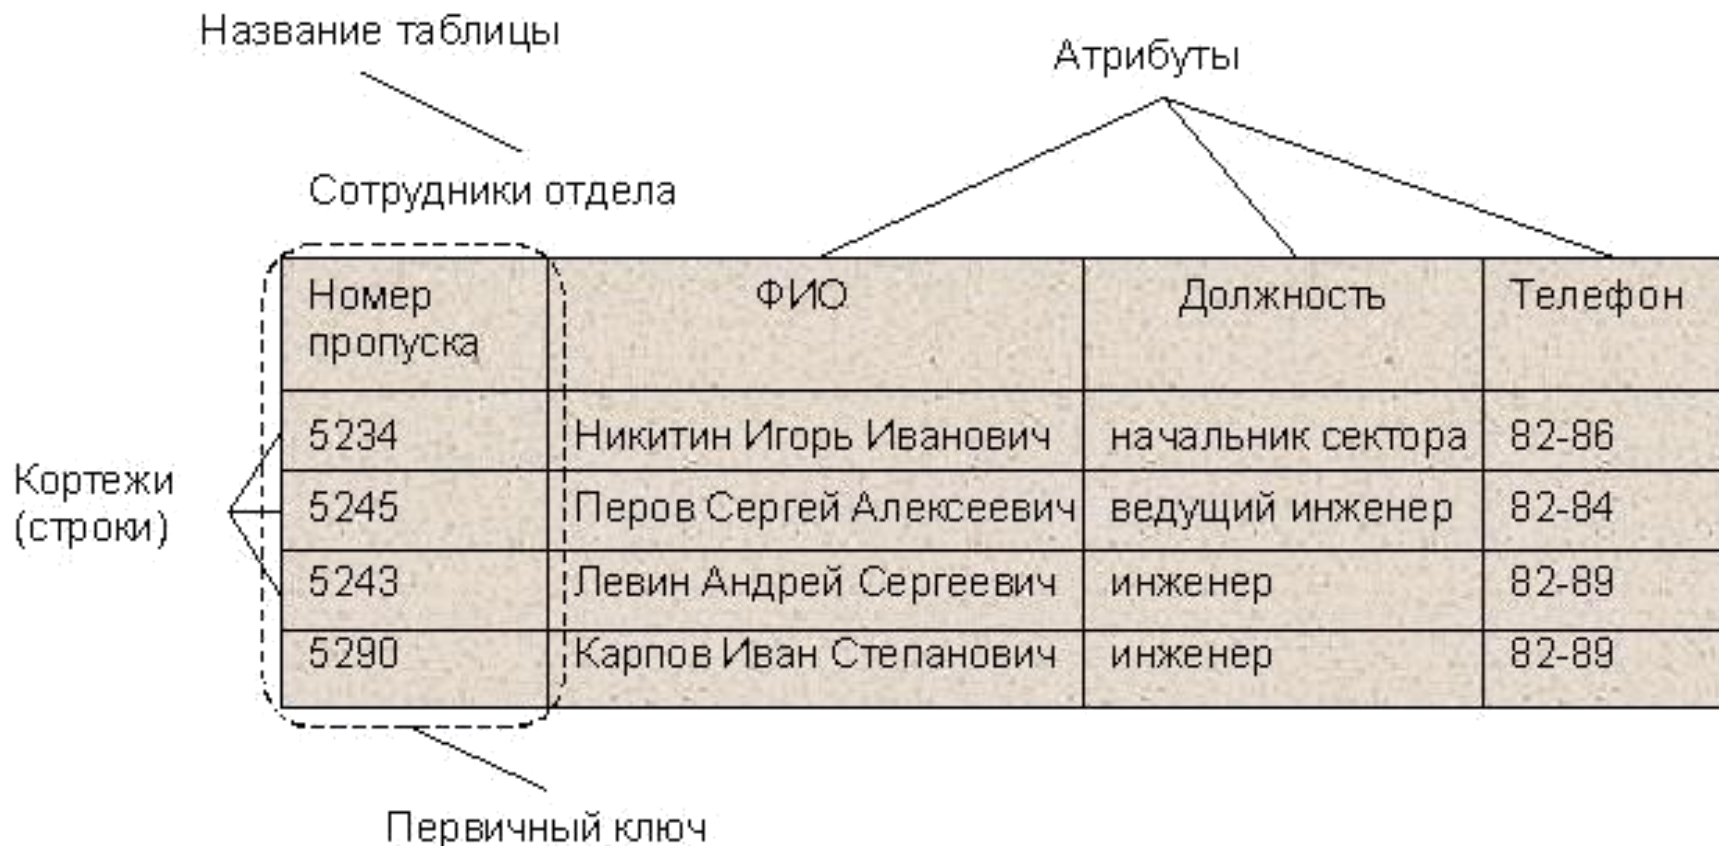 Название таблицы
Атрибуты
Сотрудники отдела
Номер пропуска ФИО Должность Телефон
5234 Никитин Игорь Иванович начальник сектора 82-86
Кортежи (строки)
5245 Перов Сергей Алексеевич ведущий инженер 82-84
5243 Левин Андрей Сергеевич инженер 82-89
5290 Карпов Иван Степанович инженер 82-89
Первичный ключ